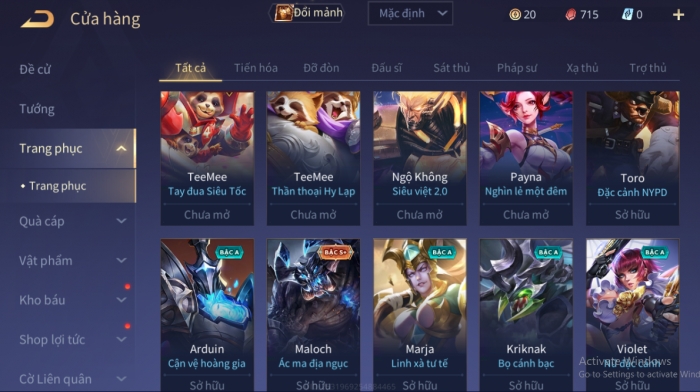 Cửa hàng
Đổi mảnh
Mặc định
20
715
0
Đề cử
Tướng
Trang phục
• Trang phục
Quà cáp
Vật phẩm
Kho báu
Shop lợi tức
Cờ Liên quân
Tất cả
Tiến hóa
Đỡ đòn
Đấu sĩ
Sát thủ
Pháp sư
Xạ thủ
Trợ thủ
TeeMee
Tay đua Siêu Tốc
Chưa mở
TeeMee
Thần thoại Hy Lạp
Chưa mở
Ngộ Không
Siêu việt 2.0
Chưa mở
Payna
Nghìn lẻ một đêm
Chưa mở
Toro
Đặc cảnh NYPD
Sở hữu
BẬC A
Arduin
Cận vệ hoàng gia
Sở hữu
BẬC S+
Maloch
Ác ma địa ngục
Sở hữu
BẬC A
Marja
Linh xà tư tế
Sở hữu
BẬC A
Kriknak
Bọ cánh bạc
Sở hữu
BẬC A
Violet
Nữ đặc cảnh
Sở hữu
Activate Windows
Go to Settings to activate Wind